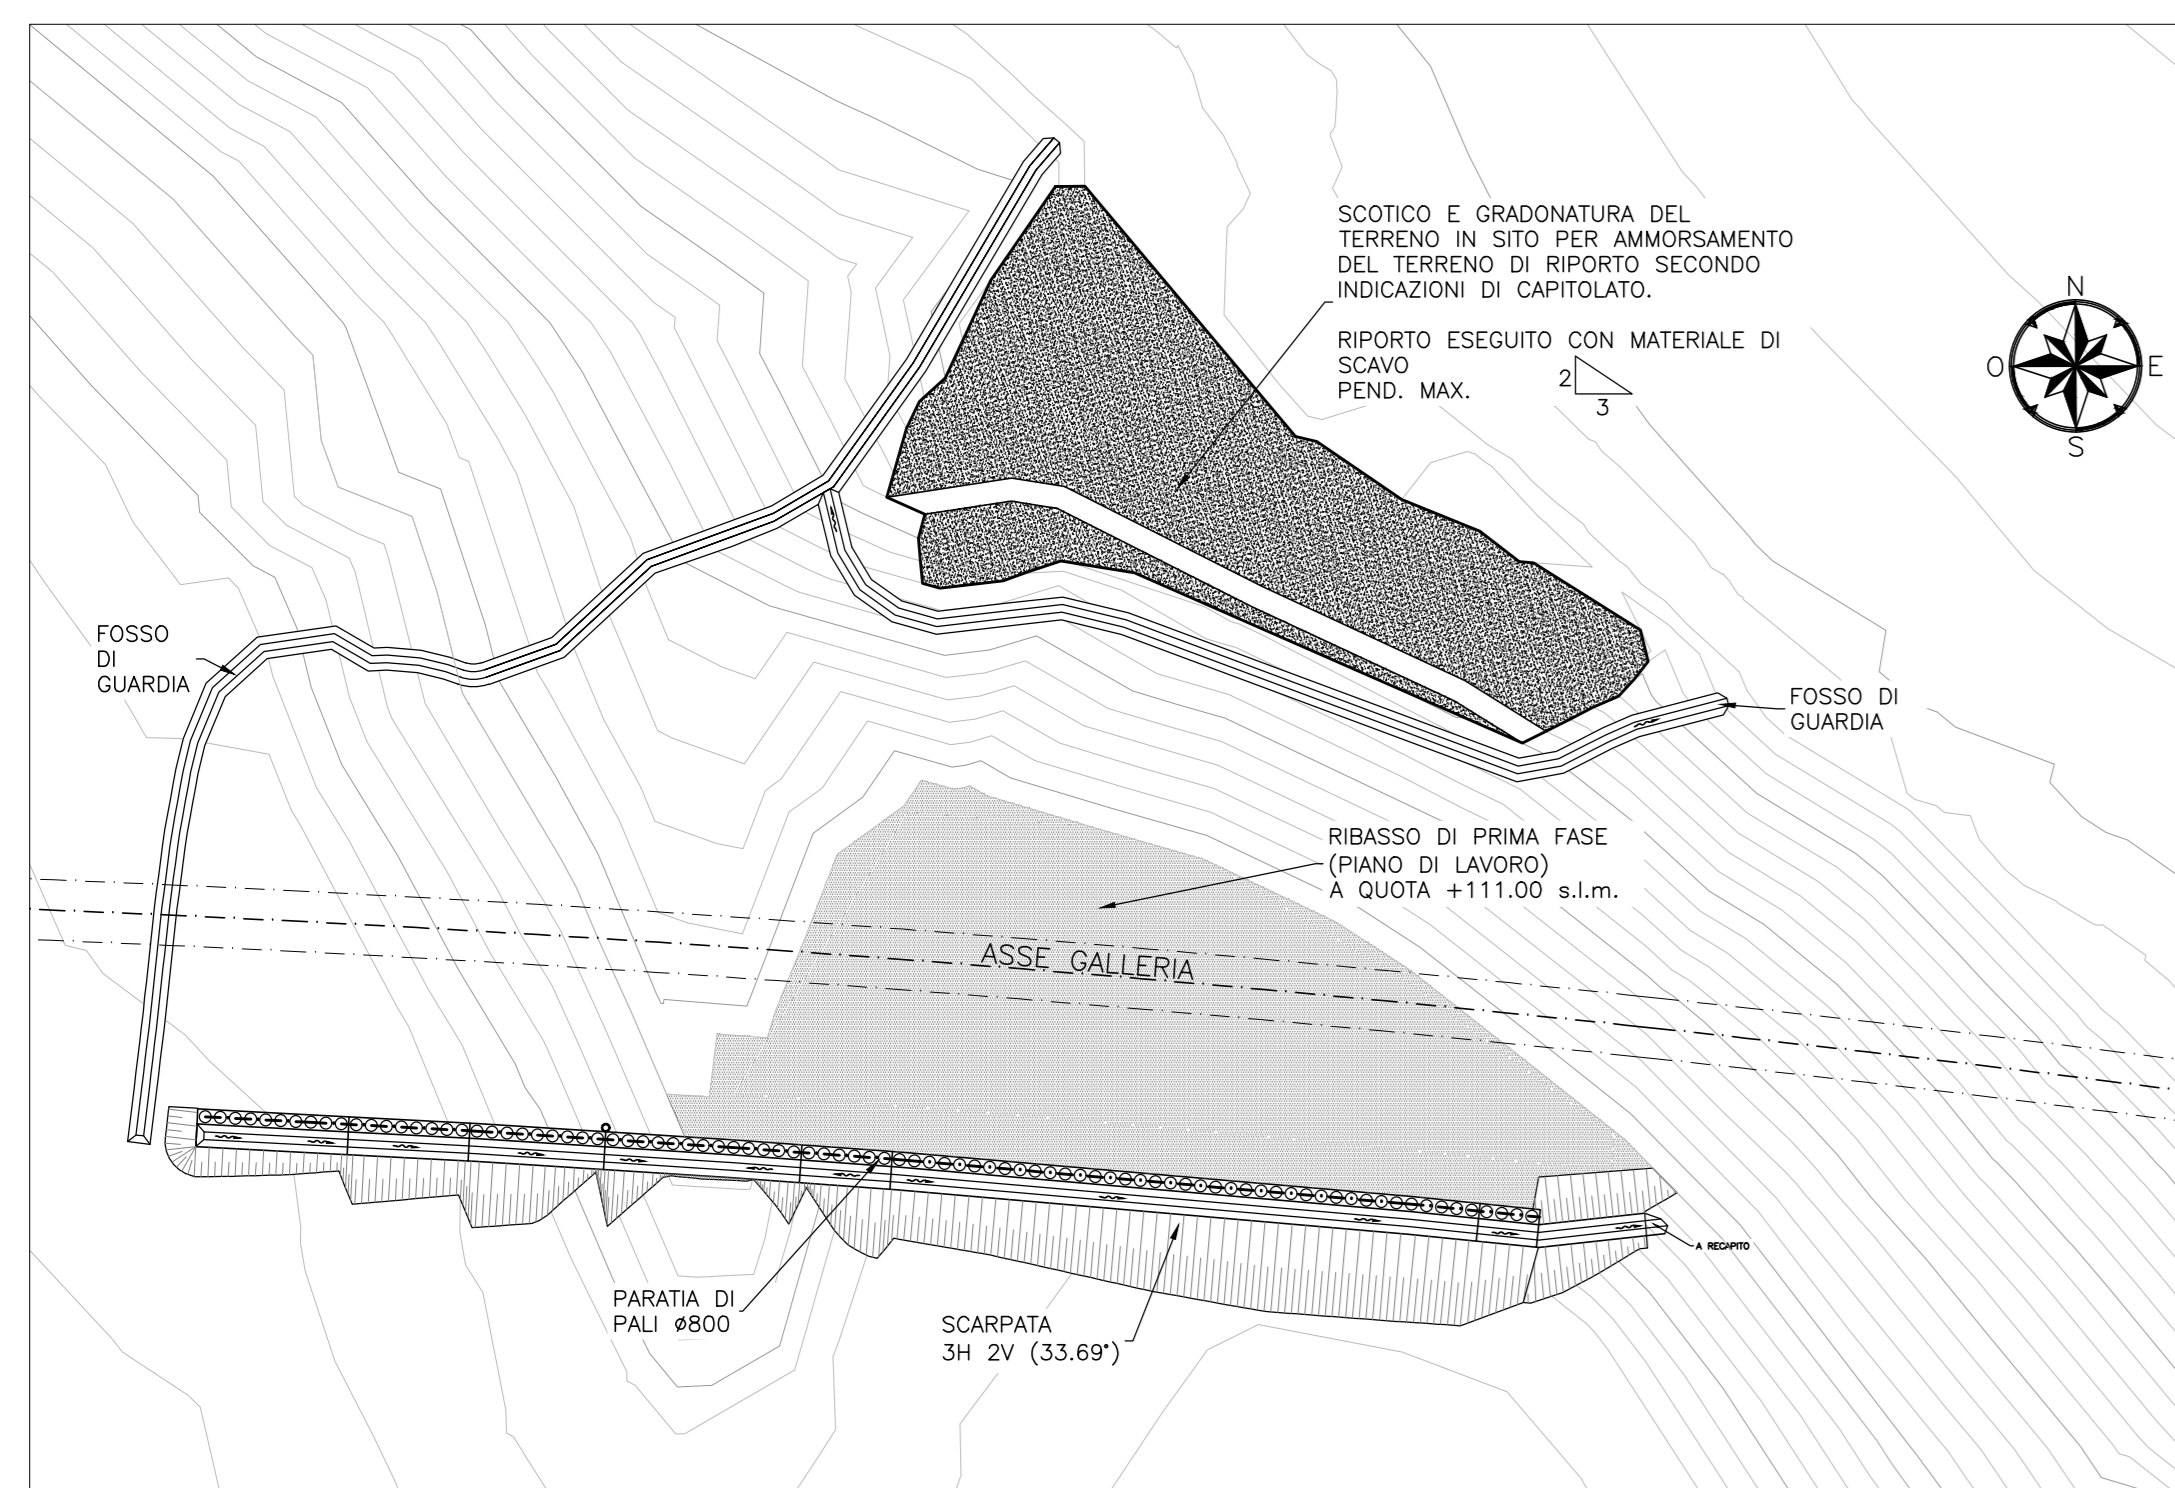 SCOTICO E GRADONATURA DEL
TERRENO IN SITO PER AMMORSAMENTO
DEL TERRENO DI RIPORTO SECONDO
INDICAZIONI DI CAPITOLATO.
RIPORTO ESEGUITO CON MATERIALE DI
SCAVO
PEND. MAX.
2
3
N
O
E
S
FOSSO
DI
GUARDIA
FOSSO DI
GUARDIA
RIBASSO DI PRIMA FASE
(PIANO DI LAVORO)
A QUOTA +111.00 s.l.m.
ASSE GALLERIA
A RECAPITO
PARATIA DI
PALI ø800
SCARPATA
3H 2V (33.69°)